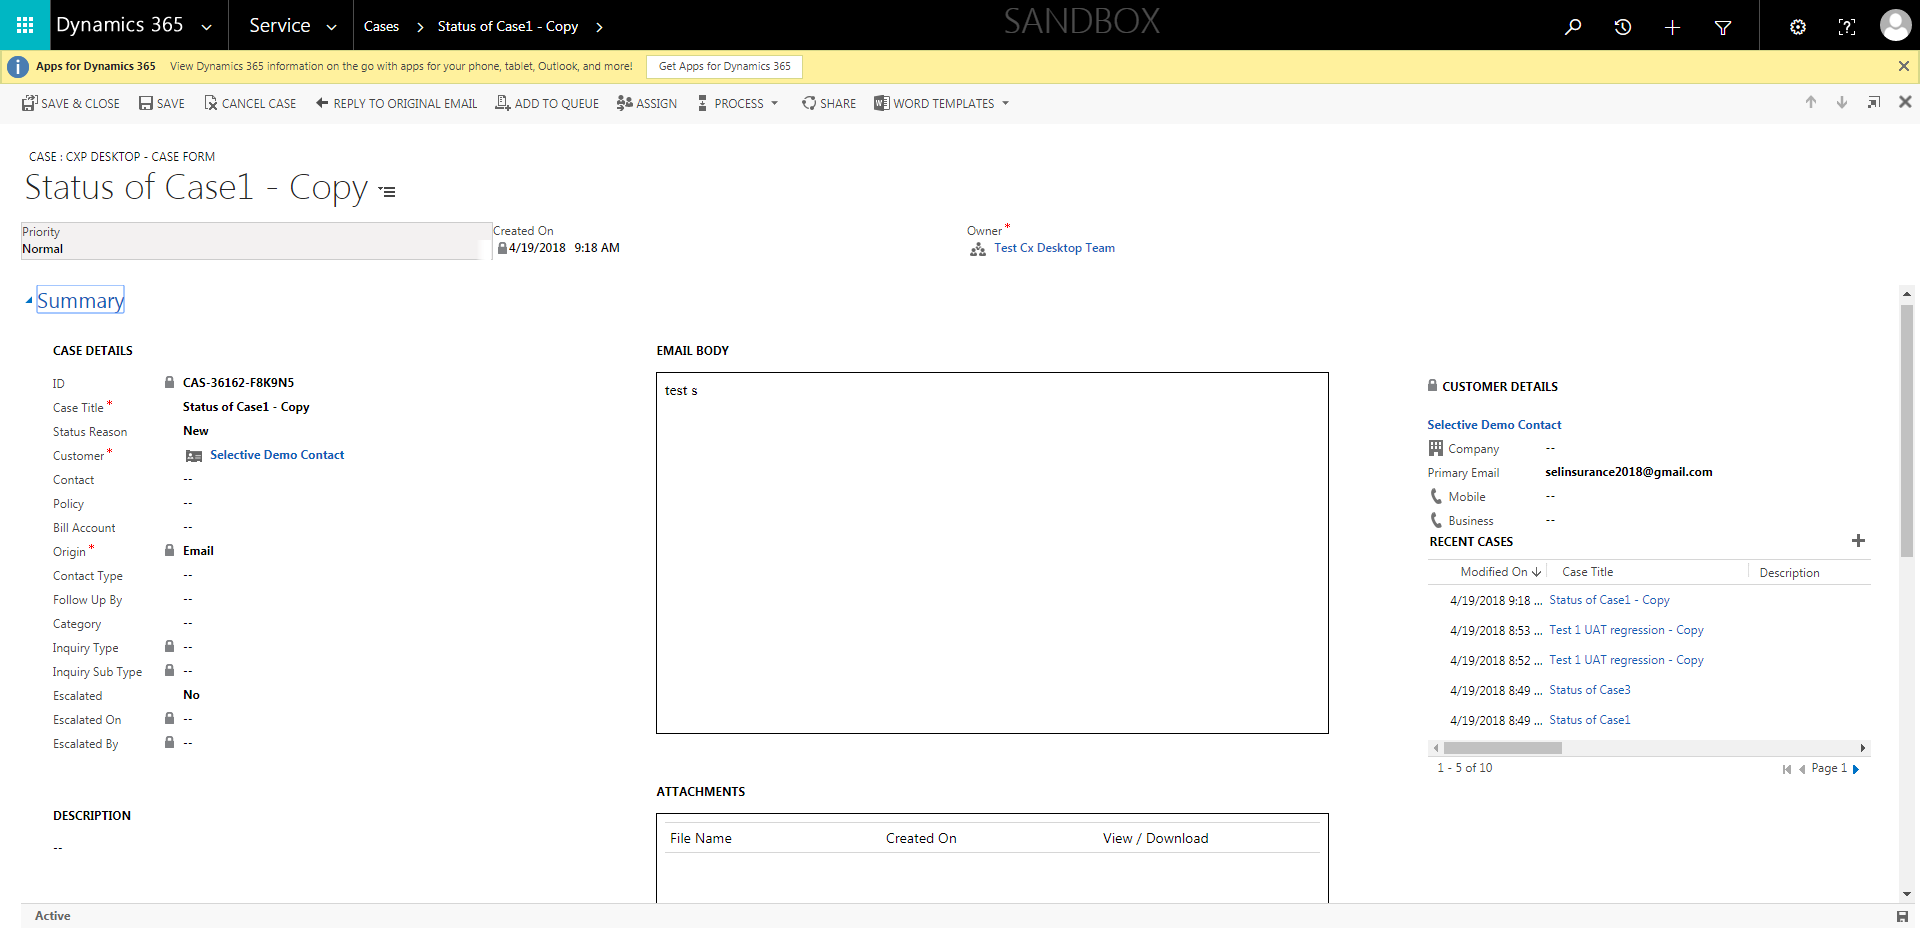 Dynamics 365 Service Cases Status of Case1 - Copy SANDBOX
Apps for Dynamics 365 View Dynamics 365 information on the go with apps for your phone, tablet, Outlook, and more! Get Apps for Dynamics 365
SAVE & CLOSE SAVE CANCEL CASE REPLY TO ORIGINAL EMAIL ADD TO QUEUE ASSIGN PROCESS SHARE WORD TEMPLATES
CASE : CXP DESKTOP - CASE FORM
Status of Case1 - Copy
Priority
Normal
Created On
4/19/2018 9:18 AM
Owner*
Test Cx Desktop Team
Summary
CASE DETAILS
ID CAS-36162-F8K9N5
Case Title* Status of Case1 - Copy
Status Reason New
Customer* Selective Demo Contact
Contact --
Policy --
Bill Account --
Origin* Email
Contact Type --
Follow Up By --
Category --
Inquiry Type --
Inquiry Sub Type --
Escalated No
Escalated On --
Escalated By --
DESCRIPTION
--
EMAIL BODY
test s
ATTACHMENTS
File Name Created On View / Download
CUSTOMER DETAILS
Selective Demo Contact
Company --
Primary Email selinsurance2018@gmail.com
Mobile --
Business --
RECENT CASES
Modified On Case Title Description
4/19/2018 9:18 ... Status of Case1 - Copy
4/19/2018 8:53 ... Test 1 UAT regression - Copy
4/19/2018 8:52 ... Test 1 UAT regression - Copy
4/19/2018 8:49 ... Status of Case3
4/19/2018 8:49 ... Status of Case1
1 - 5 of 10 Page 1
Active